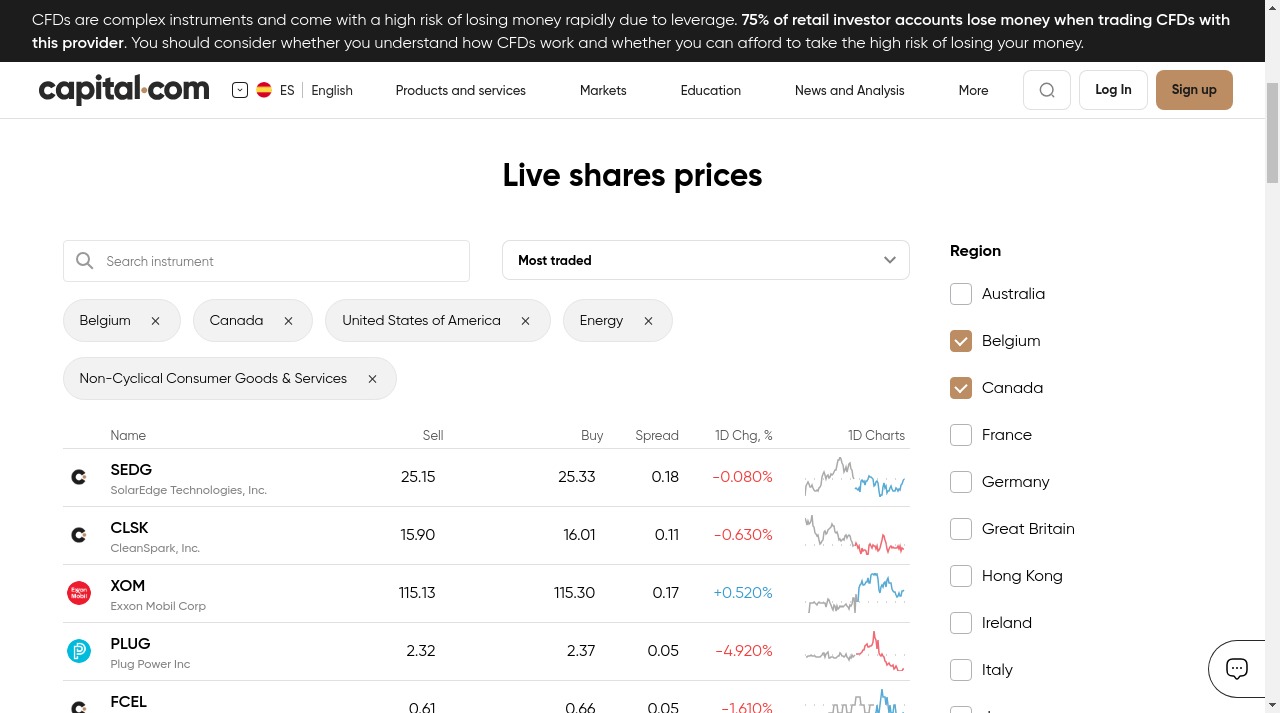 CFDs are complex instruments and come with a high risk of losing money rapidly due to leverage. 75% of retail investor accounts lose money when trading CFDs with
this provider. You should consider whether you understand how CFDs work and whether you can afford to take the high risk of losing your money.
capital.com
ES
English
Products and services
Markets
Education
News and Analysis
More
Log In
Sign up
Live shares prices
Search instrument
Most traded
Belgium
Canada
United States of America
Energy
Non-Cyclical Consumer Goods & Services
Name Sell Buy Spread 1D Chg, % 1D Charts
SEDG
SolarEdge Technologies, Inc.
25.15 25.33 0.18 -0.080%
CLSK
CleanSpark, Inc.
15.90 16.01 0.11 -0.630%
XOM
Exxon Mobil Corp
115.13 115.30 0.17 +0.520%
Exxon
Mobil
PLUG
Plug Power Inc
2.32 2.37 0.05 -4.920%
FCEL
0.61 0.66 0.05 -1.610%
Region
Australia
Belgium
Canada
France
Germany
Great Britain
Hong Kong
Ireland
Italy